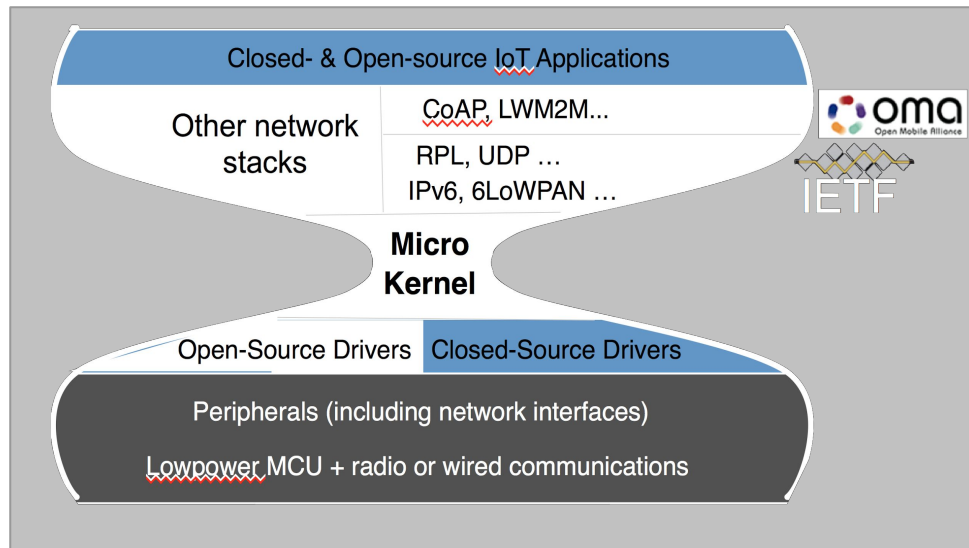 Closed- & Open-source IoT Applications
Other network
stacks
CoAP, LWM2M...
RPL, UDP …
IPv6, 6LoWPAN …
oma
Open Mobile Alliance
IETF
Micro
Kernel
Open-Source Drivers
Closed-Source Drivers
Peripherals (including network interfaces)
Lowpower MCU + radio or wired communications